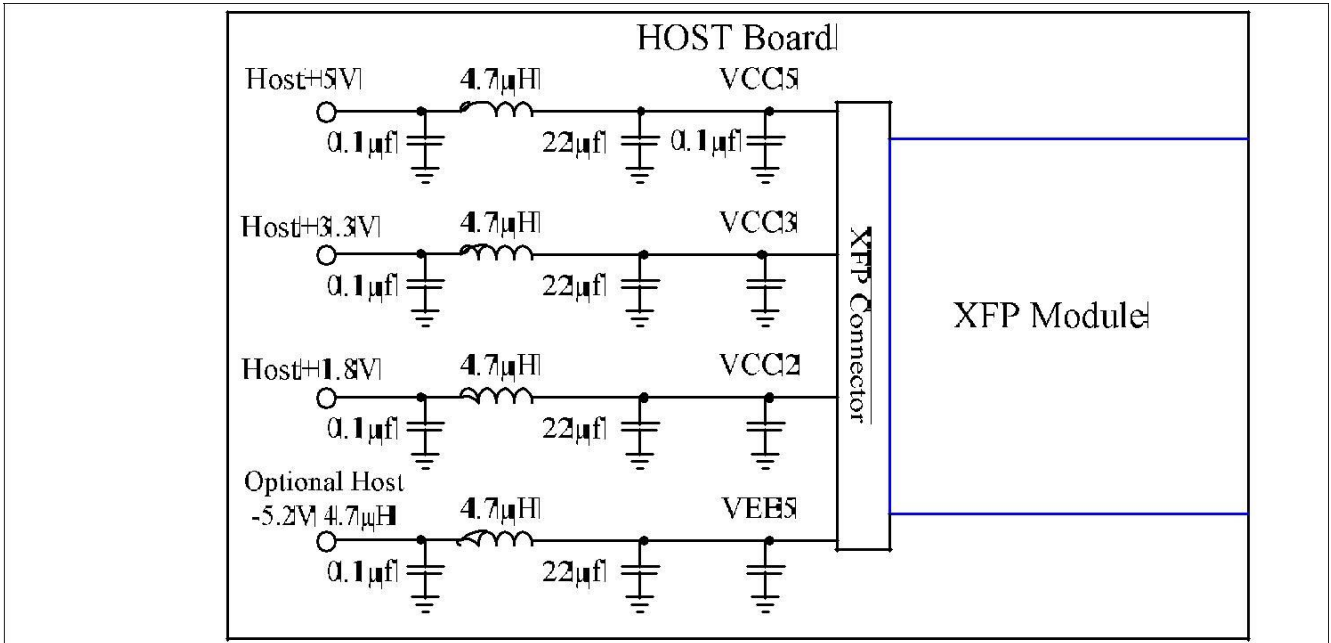 HOST Board
Host+5V 4.7µH VCC5
0.1µf 22µf 0.1µf
Host+3.3V 4.7µH VCC3
0.1µf 22µf
XFP Connector
XFP Module
Host+1.8V 4.7µH VCC2
0.1µf 22µf
Optional Host
-5.2V 4.7µH 4.7µH VEE5
0.1µf 22µf